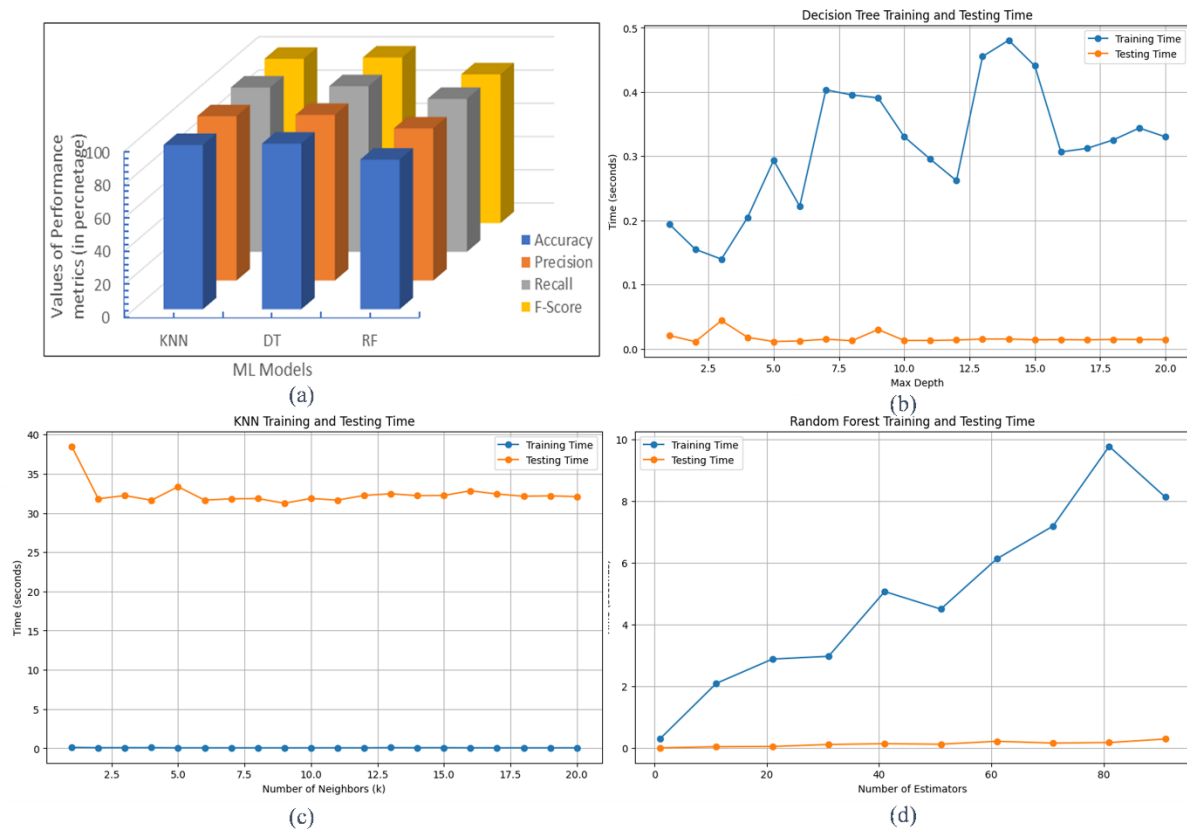 Values of Performance
metrics (in percnetage)
100
80
60
40
20
0
KNN
DT
RF
ML Models
Accuracy
Precision
Recall
F-Score
(a)
Decision Tree Training and Testing Time
Training Time
Testing Time
Time (seconds)
0.5
0.4
0.3
0.2
0.1
0.0
2.5
5.0
7.5
10.0
12.5
15.0
17.5
20.0
Max Depth
(b)
KNN Training and Testing Time
Training Time
Testing Time
Time (seconds)
40
35
30
25
20
15
10
5
0
2.5
5.0
7.5
10.0
12.5
15.0
17.5
20.0
Number of Neighbors (k)
(c)
Random Forest Training and Testing Time
Training Time
Testing Time
10
8
6
4
2
0
0
20
40
60
80
Number of Estimators
(d)